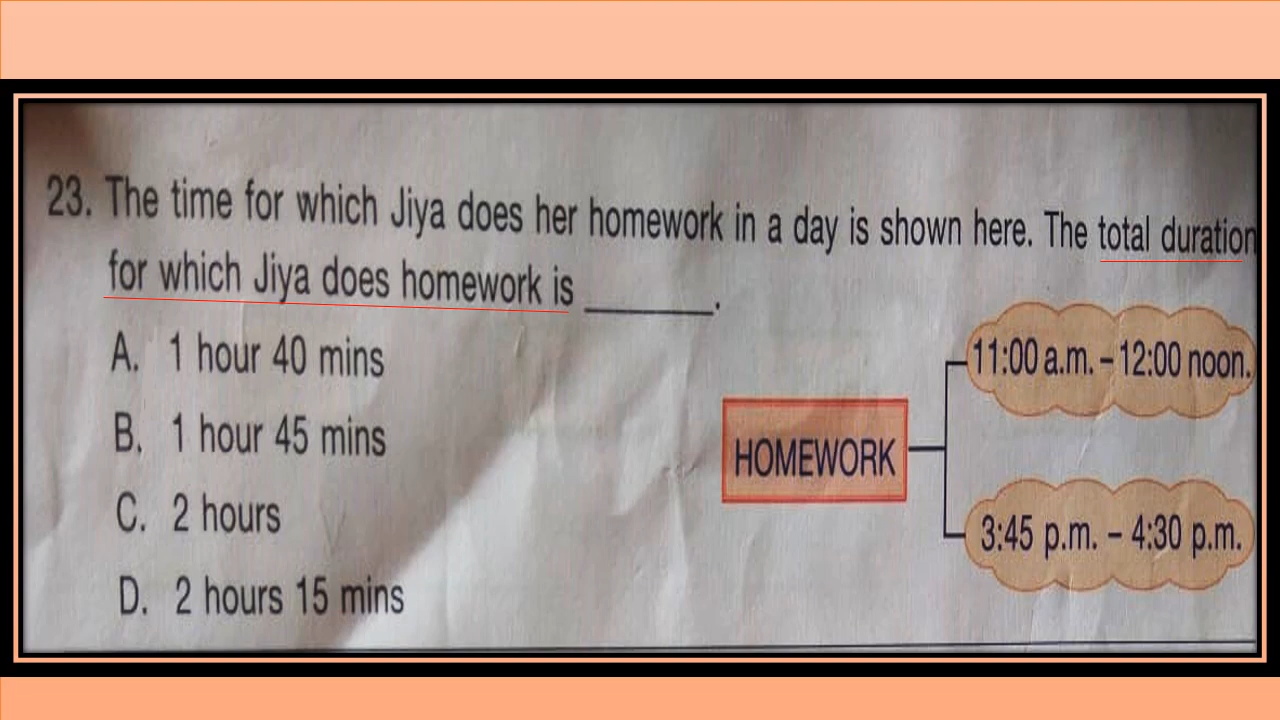 23. The time for which Jiya does her homework in a day is shown here. The total duration
for which Jiya does homework is ________.
A. 1 hour 40 mins
B. 1 hour 45 mins
C. 2 hours
D. 2 hours 15 mins
HOMEWORK
11:00 a.m. – 12:00 noon.
3:45 p.m. – 4:30 p.m.